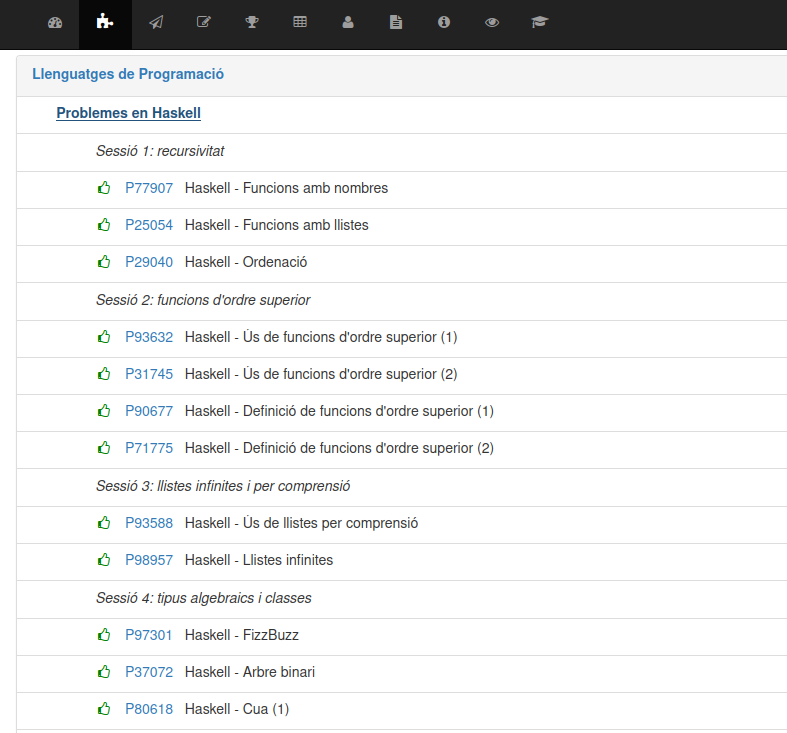 Llenguatges de Programació
Problemes en Haskell
Sessió 1: recursivitat
P77907 Haskell - Funcions amb nombres
P25054 Haskell - Funcions amb llistes
P29040 Haskell - Ordenació
Sessió 2: funcions d'ordre superior
P93632 Haskell - Ús de funcions d'ordre superior (1)
P31745 Haskell - Ús de funcions d'ordre superior (2)
P90677 Haskell - Definició de funcions d'ordre superior (1)
P71775 Haskell - Definició de funcions d'ordre superior (2)
Sessió 3: llistes infinites i per comprensió
P93588 Haskell - Ús de llistes per comprensió
P98957 Haskell - Llistes infinites
Sessió 4: tipus algebraics i classes
P97301 Haskell - FizzBuzz
P37072 Haskell - Arbre binari
P80618 Haskell - Cua (1)